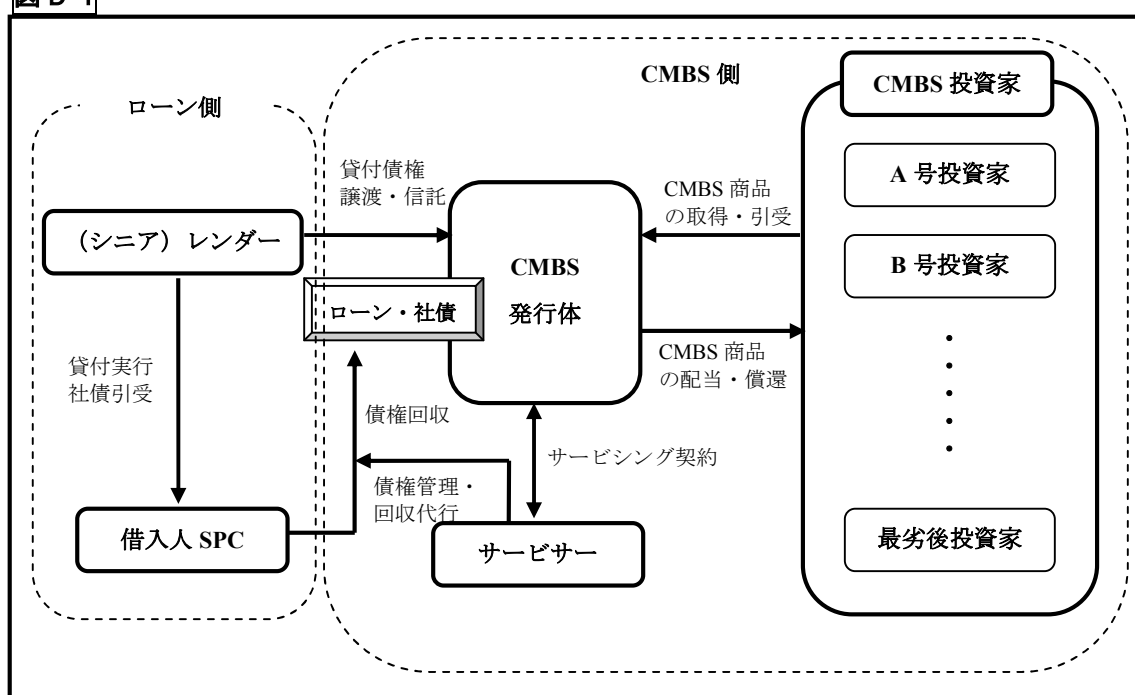 図 B-1
CMBS 側
CMBS 投資家
ローン側
A 号投資家
貸付債権
譲渡・信託
CMBS 商品
の取得・引受
(シニア)レンダー
CMBS
発行体
B 号投資家
ローン・社債
貸付実行
社債引受
CMBS 商品
の配当・償還
債権回収
サービシング契約
債権管理・
回収代行
借入人 SPC
サービサー
最劣後投資家